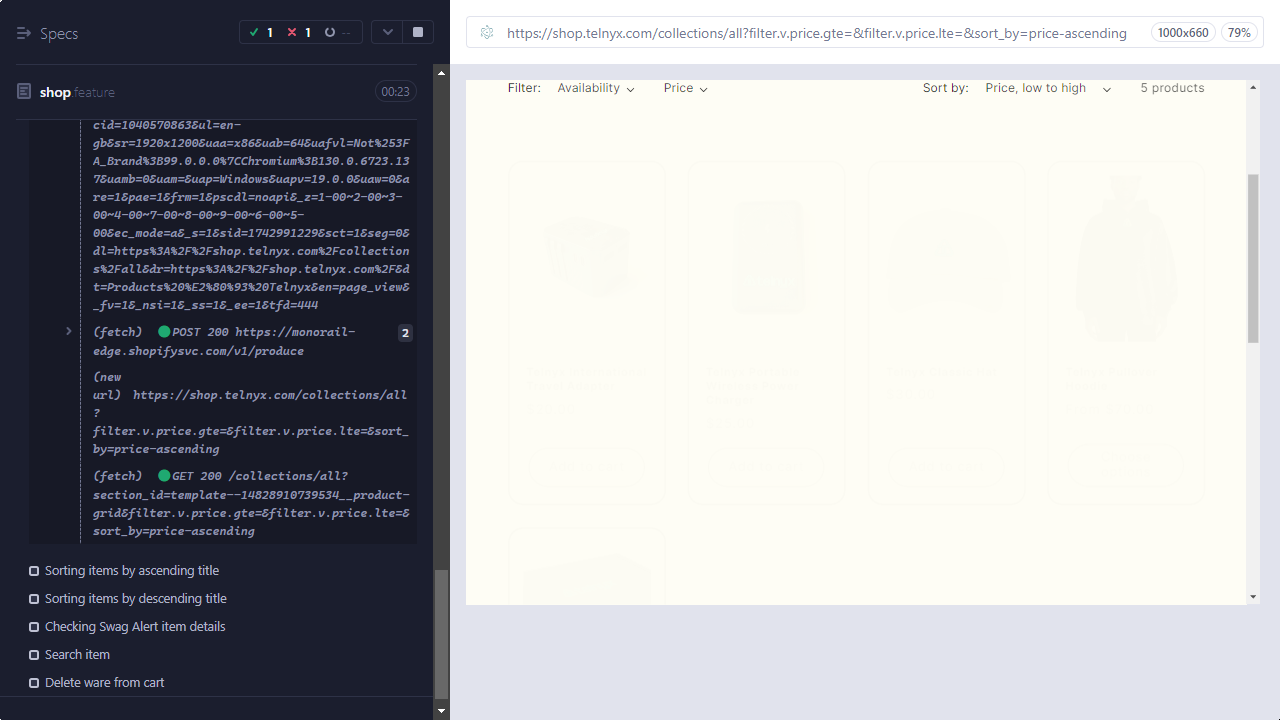 Specs
1
1
--
shop.feature
00:23
cid=1040570863&ul=en-
gb&sr=1920x1200&uaa=x86&uab=64&uafvl=Not%253F
A_Brand%3B99.0.0.0%7CChromium%3B130.0.6723.13
7&uamb=0&uam=&uap=Windows&uapv=19.0.0&uaw=0&a
re=1&pae=1&frm=1&pscdl=noapi&_z=1-00~2-00~3-
00~4-00~7-00~8-00~9-00~6-00~5-
00&ec_mode=a&_s=1&sid=1742991229&sct=1&seg=0&
dl=https%3A%2F%2Fshop.telnyx.com%2Fcollection
s%2Fall&dr=https%3A%2F%2Fshop.telnyx.com%2F&d
t=Products%20%E2%80%93%20Telnyx&en=page_view&
_fv=1&_nsi=1&_ss=1&_ee=1&tfd=444
(fetch) POST 200 https://monorail-
edge.shopifysvc.com/v1/produce
2
(new
url) https://shop.telnyx.com/collections/all
?
filter.v.price.gte=&filter.v.price.lte=&sort_
by=price-ascending
(fetch) GET 200 /collections/all?
section_id=template--14828910739534__product-
grid&filter.v.price.gte=&filter.v.price.lte=&
sort_by=price-ascending
Sorting items by ascending title
Sorting items by descending title
Checking Swag Alert item details
Search item
Delete ware from cart
https://shop.telnyx.com/collections/all?filter.v.price.gte=&filter.v.price.lte=&sort_by=price-ascending
1000x660
79%
Filter: Availability Price Sort by: Price, low to high 5 products